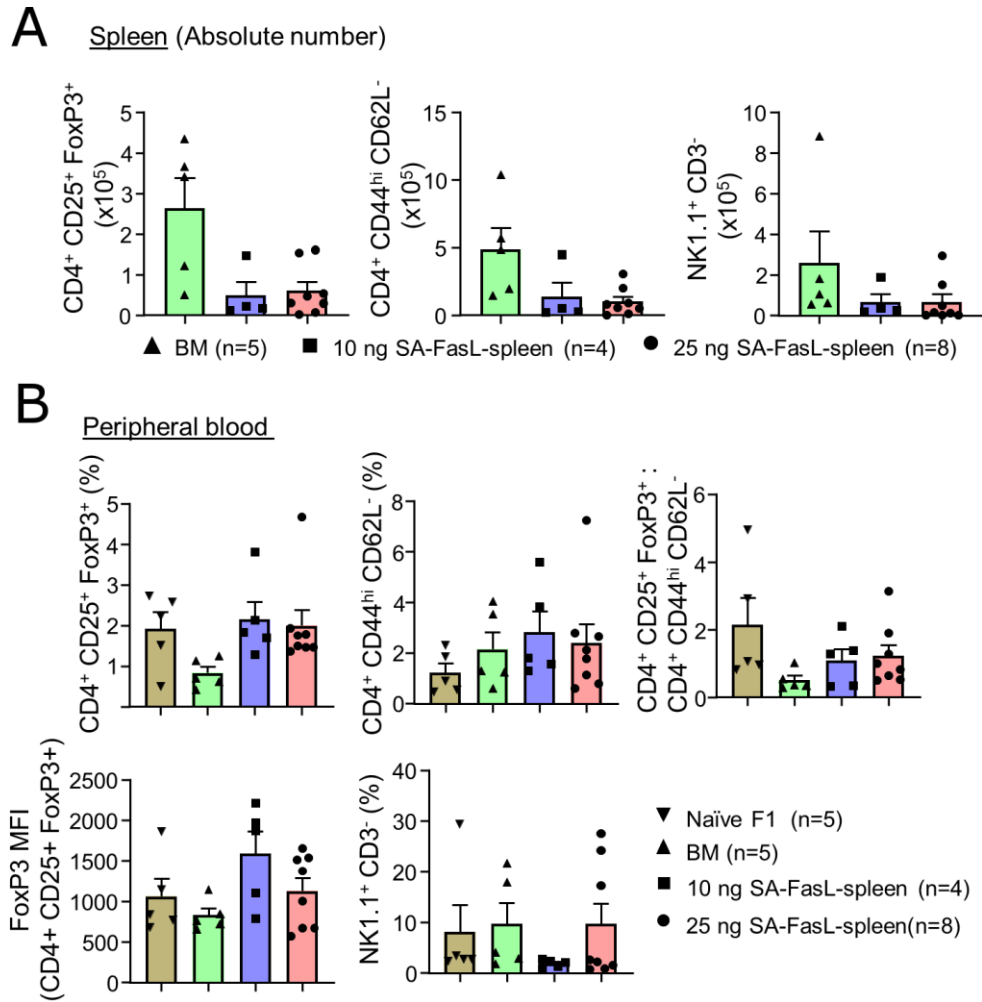 A
Spleen (Absolute number)
CD4⁺ CD25⁺ FoxP3⁺
(x10⁵)
5
4
3
2
1
0
CD4⁺ CD44ʰⁱ CD62L⁻
(x10⁵)
15
10
5
0
NK1.1⁺ CD3⁻
(x10⁵)
10
8
6
4
2
0
BM (n=5)
10 ng SA-FasL-spleen (n=4)
25 ng SA-FasL-spleen (n=8)
B
Peripheral blood
CD4⁺ CD25⁺ FoxP3⁺ (%)
5
4
3
2
1
CD4⁺ CD44ʰⁱ CD62L⁻ (%)
8
6
4
2
0
CD4⁺ CD25⁺ FoxP3⁺ :
CD4⁺ CD44ʰⁱ CD62L⁻
6
4
2
0
FoxP3 MFI
(CD4+ CD25+ FoxP3+)
2500
2000
1500
1000
500
0
NK1.1⁺ CD3⁻ (%)
40
30
20
10
0
Naïve F1 (n=5)
BM (n=5)
10 ng SA-FasL-spleen (n=4)
25 ng SA-FasL-spleen(n=8)